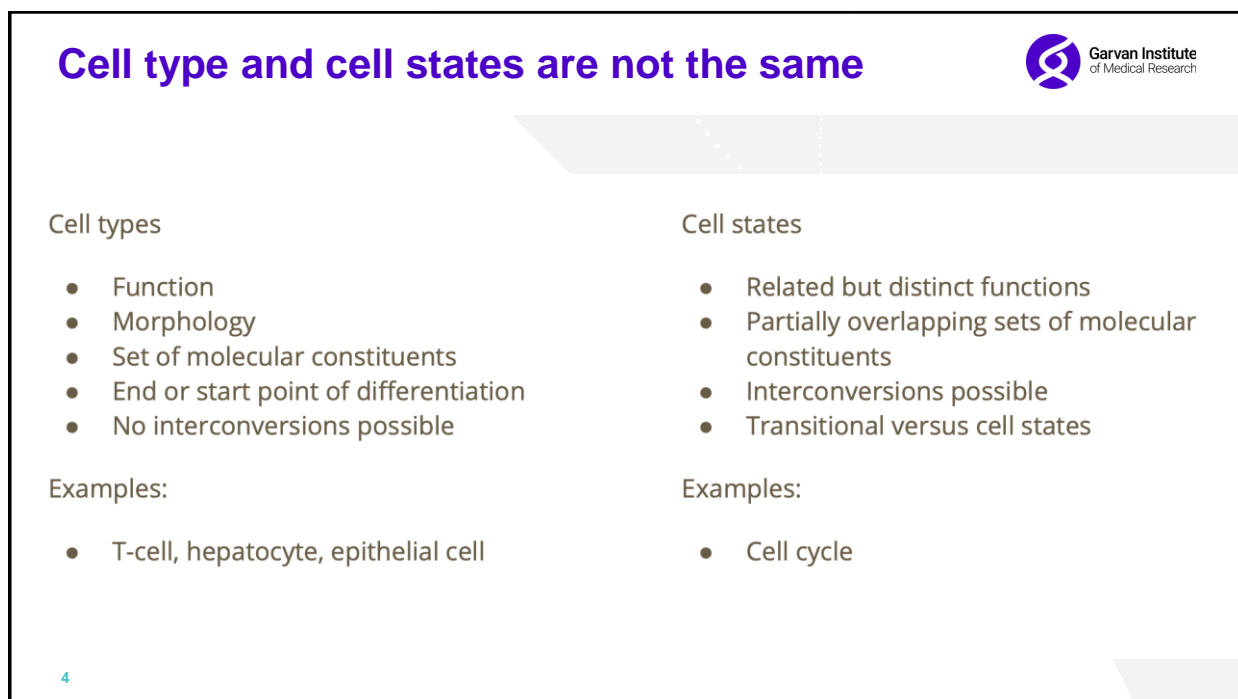 Cell type and cell states are not the same
Garvan Institute
of Medical Research
Cell types
● Function
● Morphology
● Set of molecular constituents
● End or start point of differentiation
● No interconversions possible
Examples:
● T-cell, hepatocyte, epithelial cell
Cell states
● Related but distinct functions
● Partially overlapping sets of molecular
constituents
● Interconversions possible
● Transitional versus cell states
Examples:
● Cell cycle
4